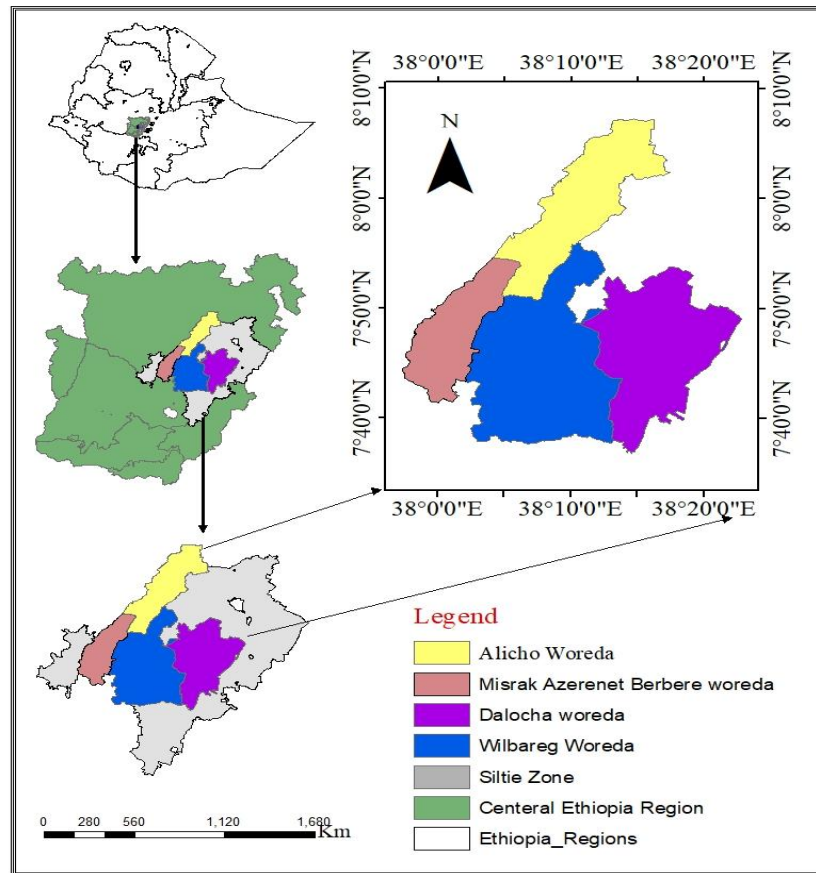 38°0'0"E 38°10'0"E 38°20'0"E
8°10'0"N
8°10'0"N
N
8°0'0"N
8°0'0"N
7°50'0"N
7°50'0"N
7°40'0"N
7°40'0"N
38°0'0"E 38°10'0"E 38°20'0"E
Legend
Alicho Woreda
Misrak Azerenet Berbere woreda
Dalocha woreda
Wilbareg Woreda
Siltie Zone
Centeral Ethiopia Region
Ethiopia_Regions
0 280 560 1,120 1,680
Km